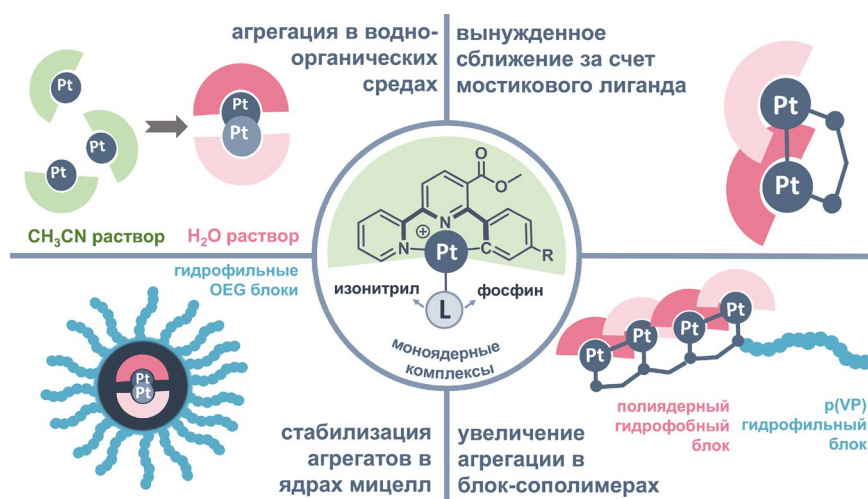 агрегация в водно-
органических
средах
вынужденное
сближение за счет
мостикового лиганда
Pt
Pt
Pt
Pt
Pt
CH₃CN раствор
H₂O раствор
Pt
Pt
O
O
N
N
⊕
Pt
C
R
изонитрил
L
фосфин
моноядерные
комплексы
гидрофильные
OEG блоки
Pt
Pt
стабилизация
агрегатов в
ядрах мицелл
Pt
Pt
Pt
Pt
полиядерный
гидрофобный
блок
p(VP)
гидрофильный
блок
увеличение
агрегации в
блок-сополимерах